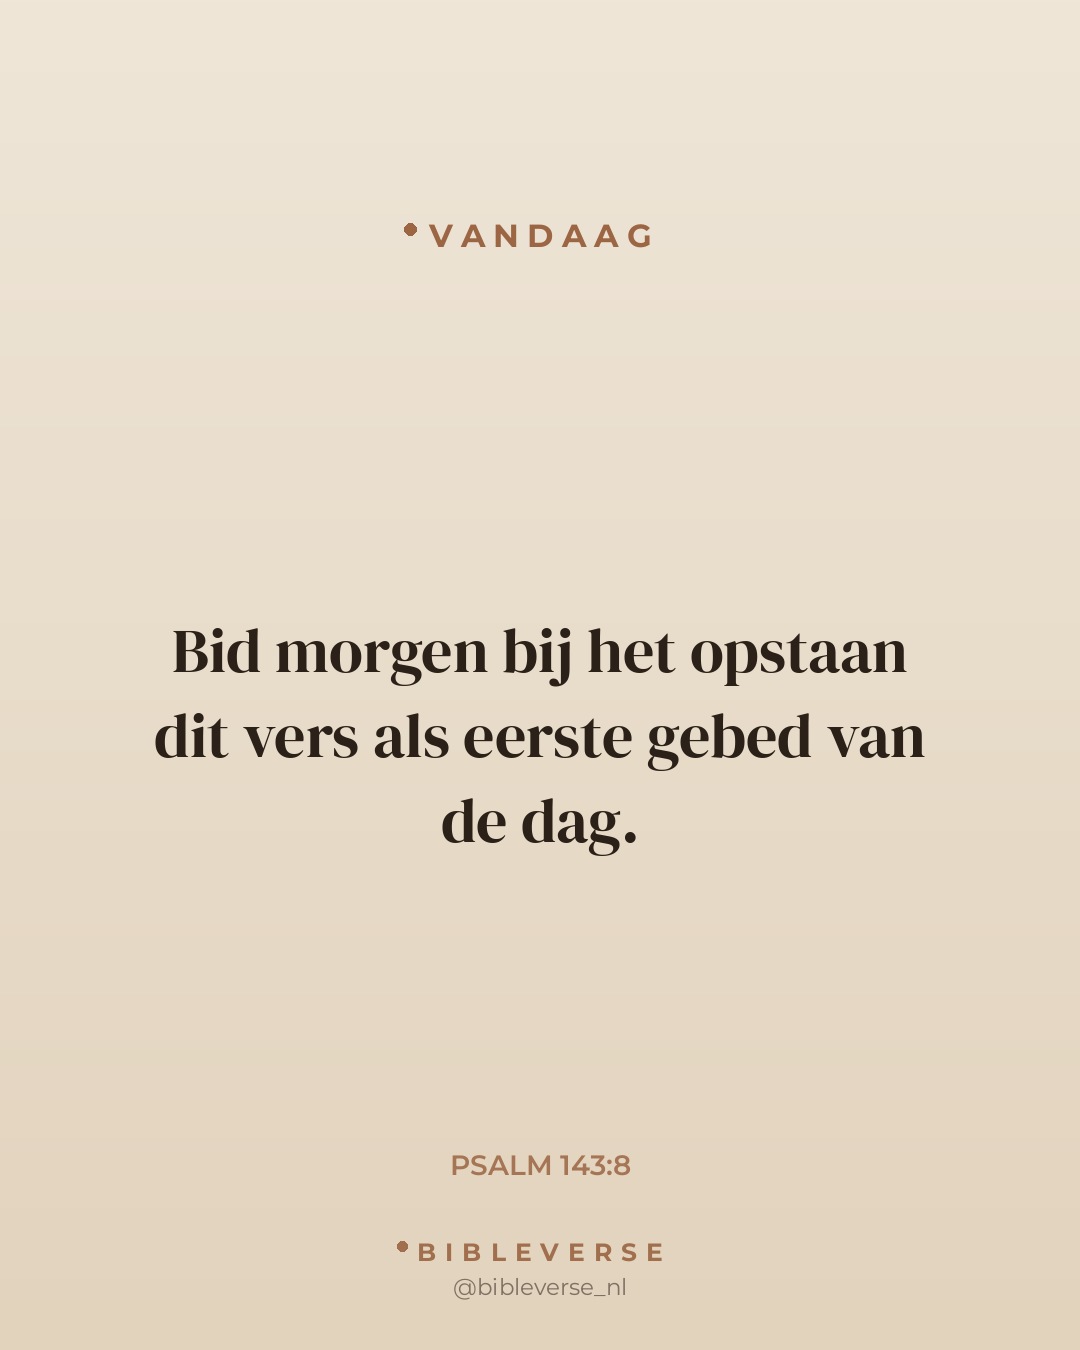 VANDAAG
Bid morgen bij het opstaan
dit vers als eerste gebed van
de dag.
PSALM 143:8
BIBLEVERSE
@bibleverse_nl